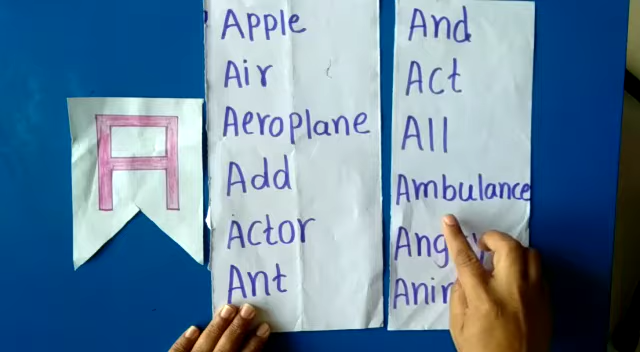 A
Apple
Air
Aeroplane
Add
Actor
Ant
And
Act
All
Ambulance